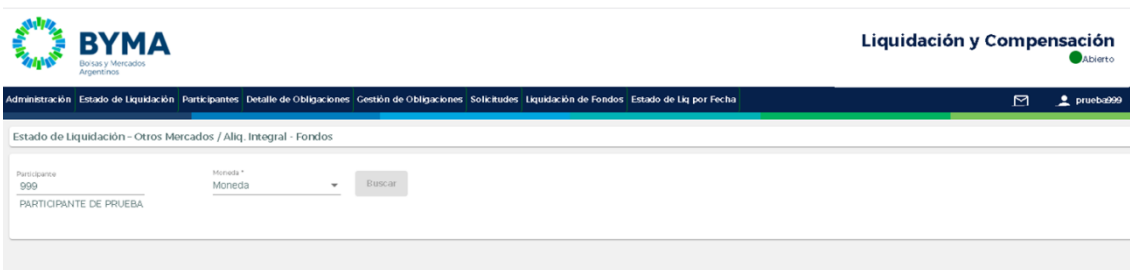 BYMA
Bolsas y Mercados
Argentinos
Liquidación y Compensación
Abierto
Administración Estado de Liquidación Participantes Detalle de Obligaciones Gestión de Obligaciones Solicitudes Liquidación de Fondos Estado de Liq por Fecha prueba999
Estado de Liquidación – Otros Mercados / Aliq. Integral - Fondos
Participante Moneda *
999 Moneda Buscar
PARTICIPANTE DE PRUEBA